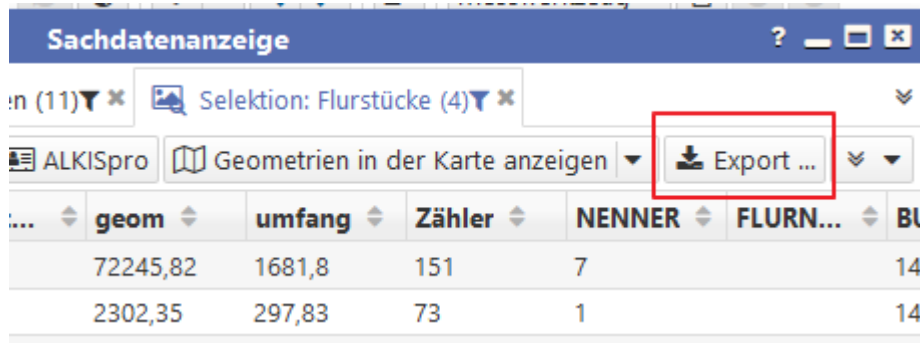 Sachdatenanzeige ?
en (11) Selektion: Flurstücke (4)
ALKISpro Geometrien in der Karte anzeigen Export ...
... geom umfang Zähler NENNER FLURN... BU
72245,82 1681,8 151 7 14
2302,35 297,83 73 1 14